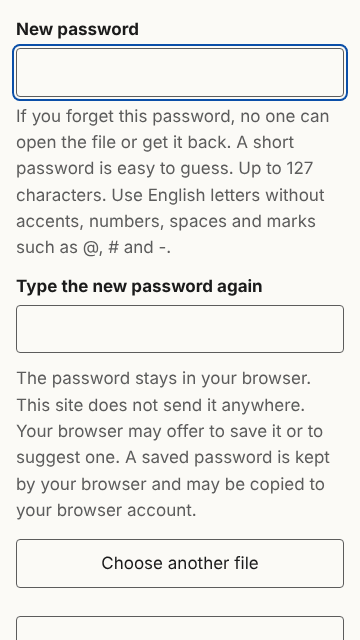 New password
If you forget this password, no one can
open the file or get it back. A short
password is easy to guess. Up to 127
characters. Use English letters without
accents, numbers, spaces and marks
such as @, # and -.
Type the new password again
The password stays in your browser.
This site does not send it anywhere.
Your browser may offer to save it or to
suggest one. A saved password is kept
by your browser and may be copied to
your browser account.
Choose another file